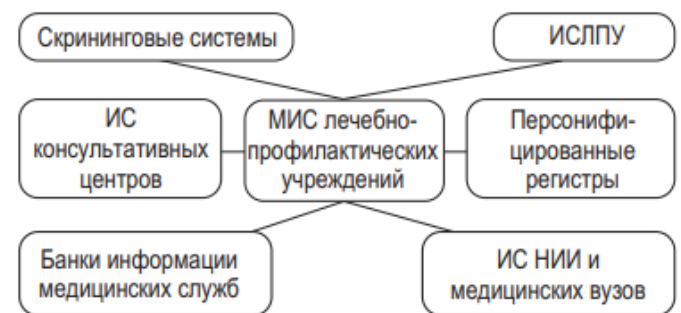 Скрининговые системы
ИСЛПУ
ИС
консультативных
центров
МИС лечебно-
профилактических
учреждений
Персонифи-
цированные
регистры
Банки информации
медицинских служб
ИС НИИ и
медицинских вузов